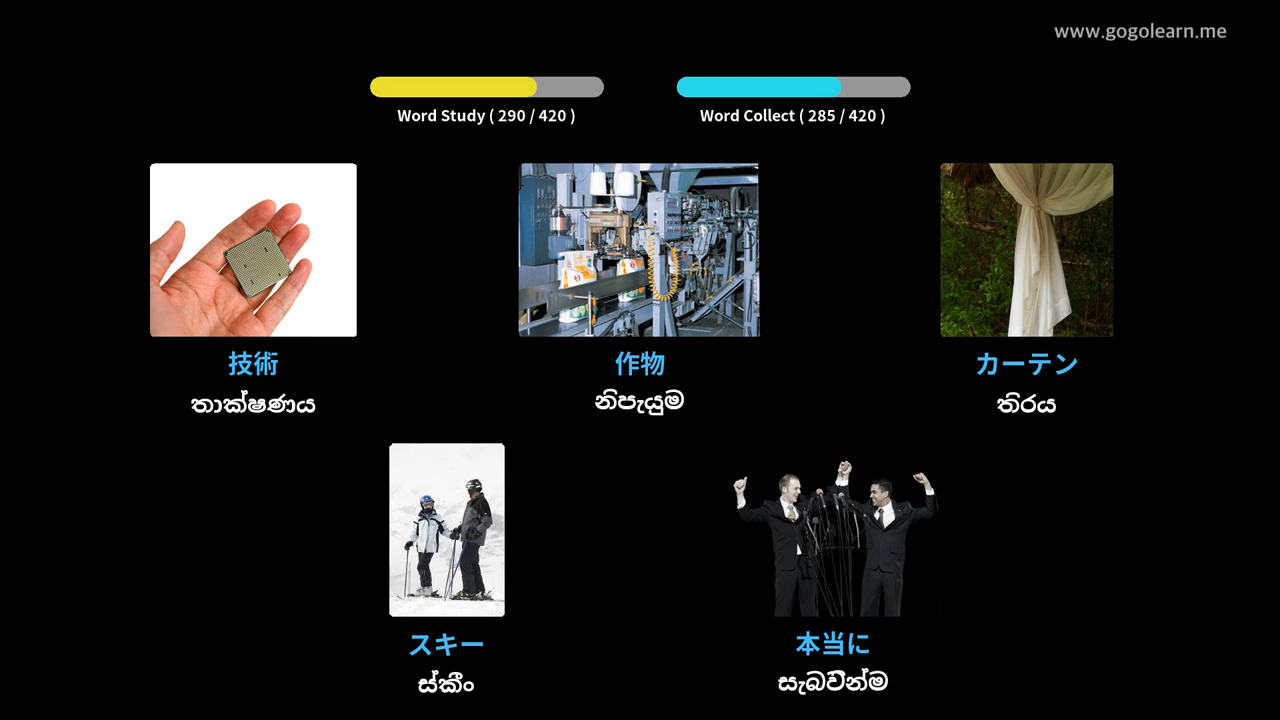 www.gogolearn.me
Word Study ( 290 / 420 )
Word Collect ( 285 / 420 )
技術
තාක්ෂණය
作物
නිපැයුම
カーテン
තිරය
スキー
ස්කීං
本当に
සැබවින්ම